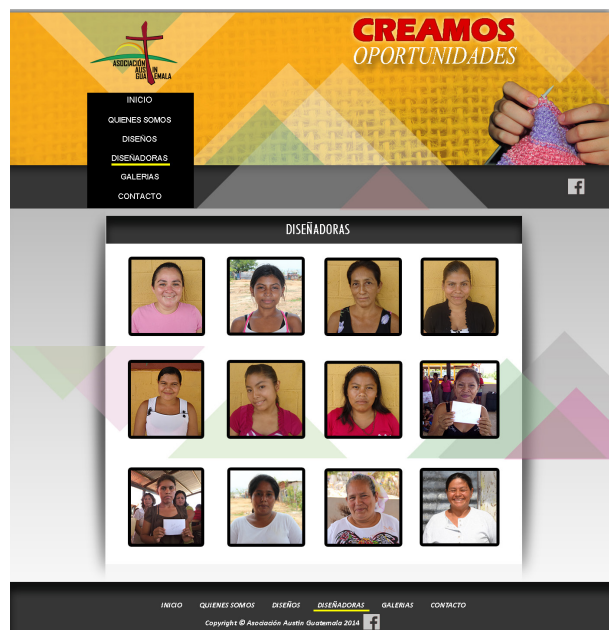 CREAMOS
OPORTUNIDADES
ASOCIACIÓN
AUSTIN
GUATEMALA
INICIO
QUIENES SOMOS
DISEÑOS
DISEÑADORAS
GALERIAS
CONTACTO
DISEÑADORAS
INICIO QUIENES SOMOS DISEÑOS DISEÑADORAS GALERIAS CONTACTO
Copyright © Asociación Austin Guatemala 2014